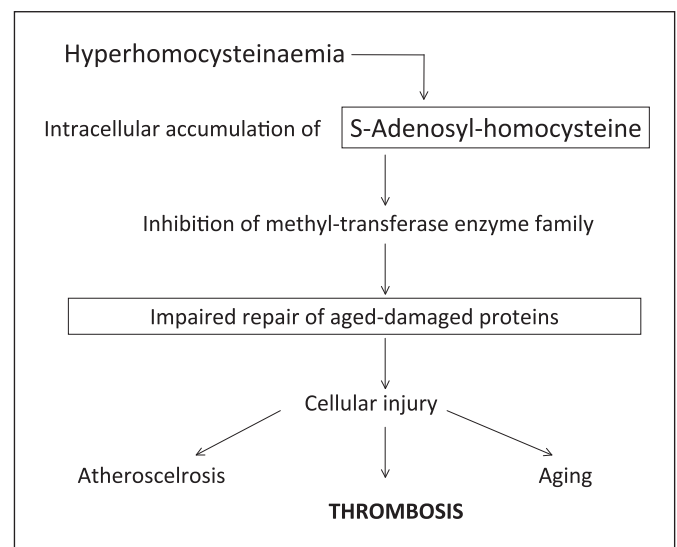 Hyperhomocysteinaemia
Intracellular accumulation of S-Adenosyl-homocysteine
Inhibition of methyl-transferase enzyme family
Impaired repair of aged-damaged proteins
Cellular injury
Atheroscelrosis
Aging
THROMBOSIS